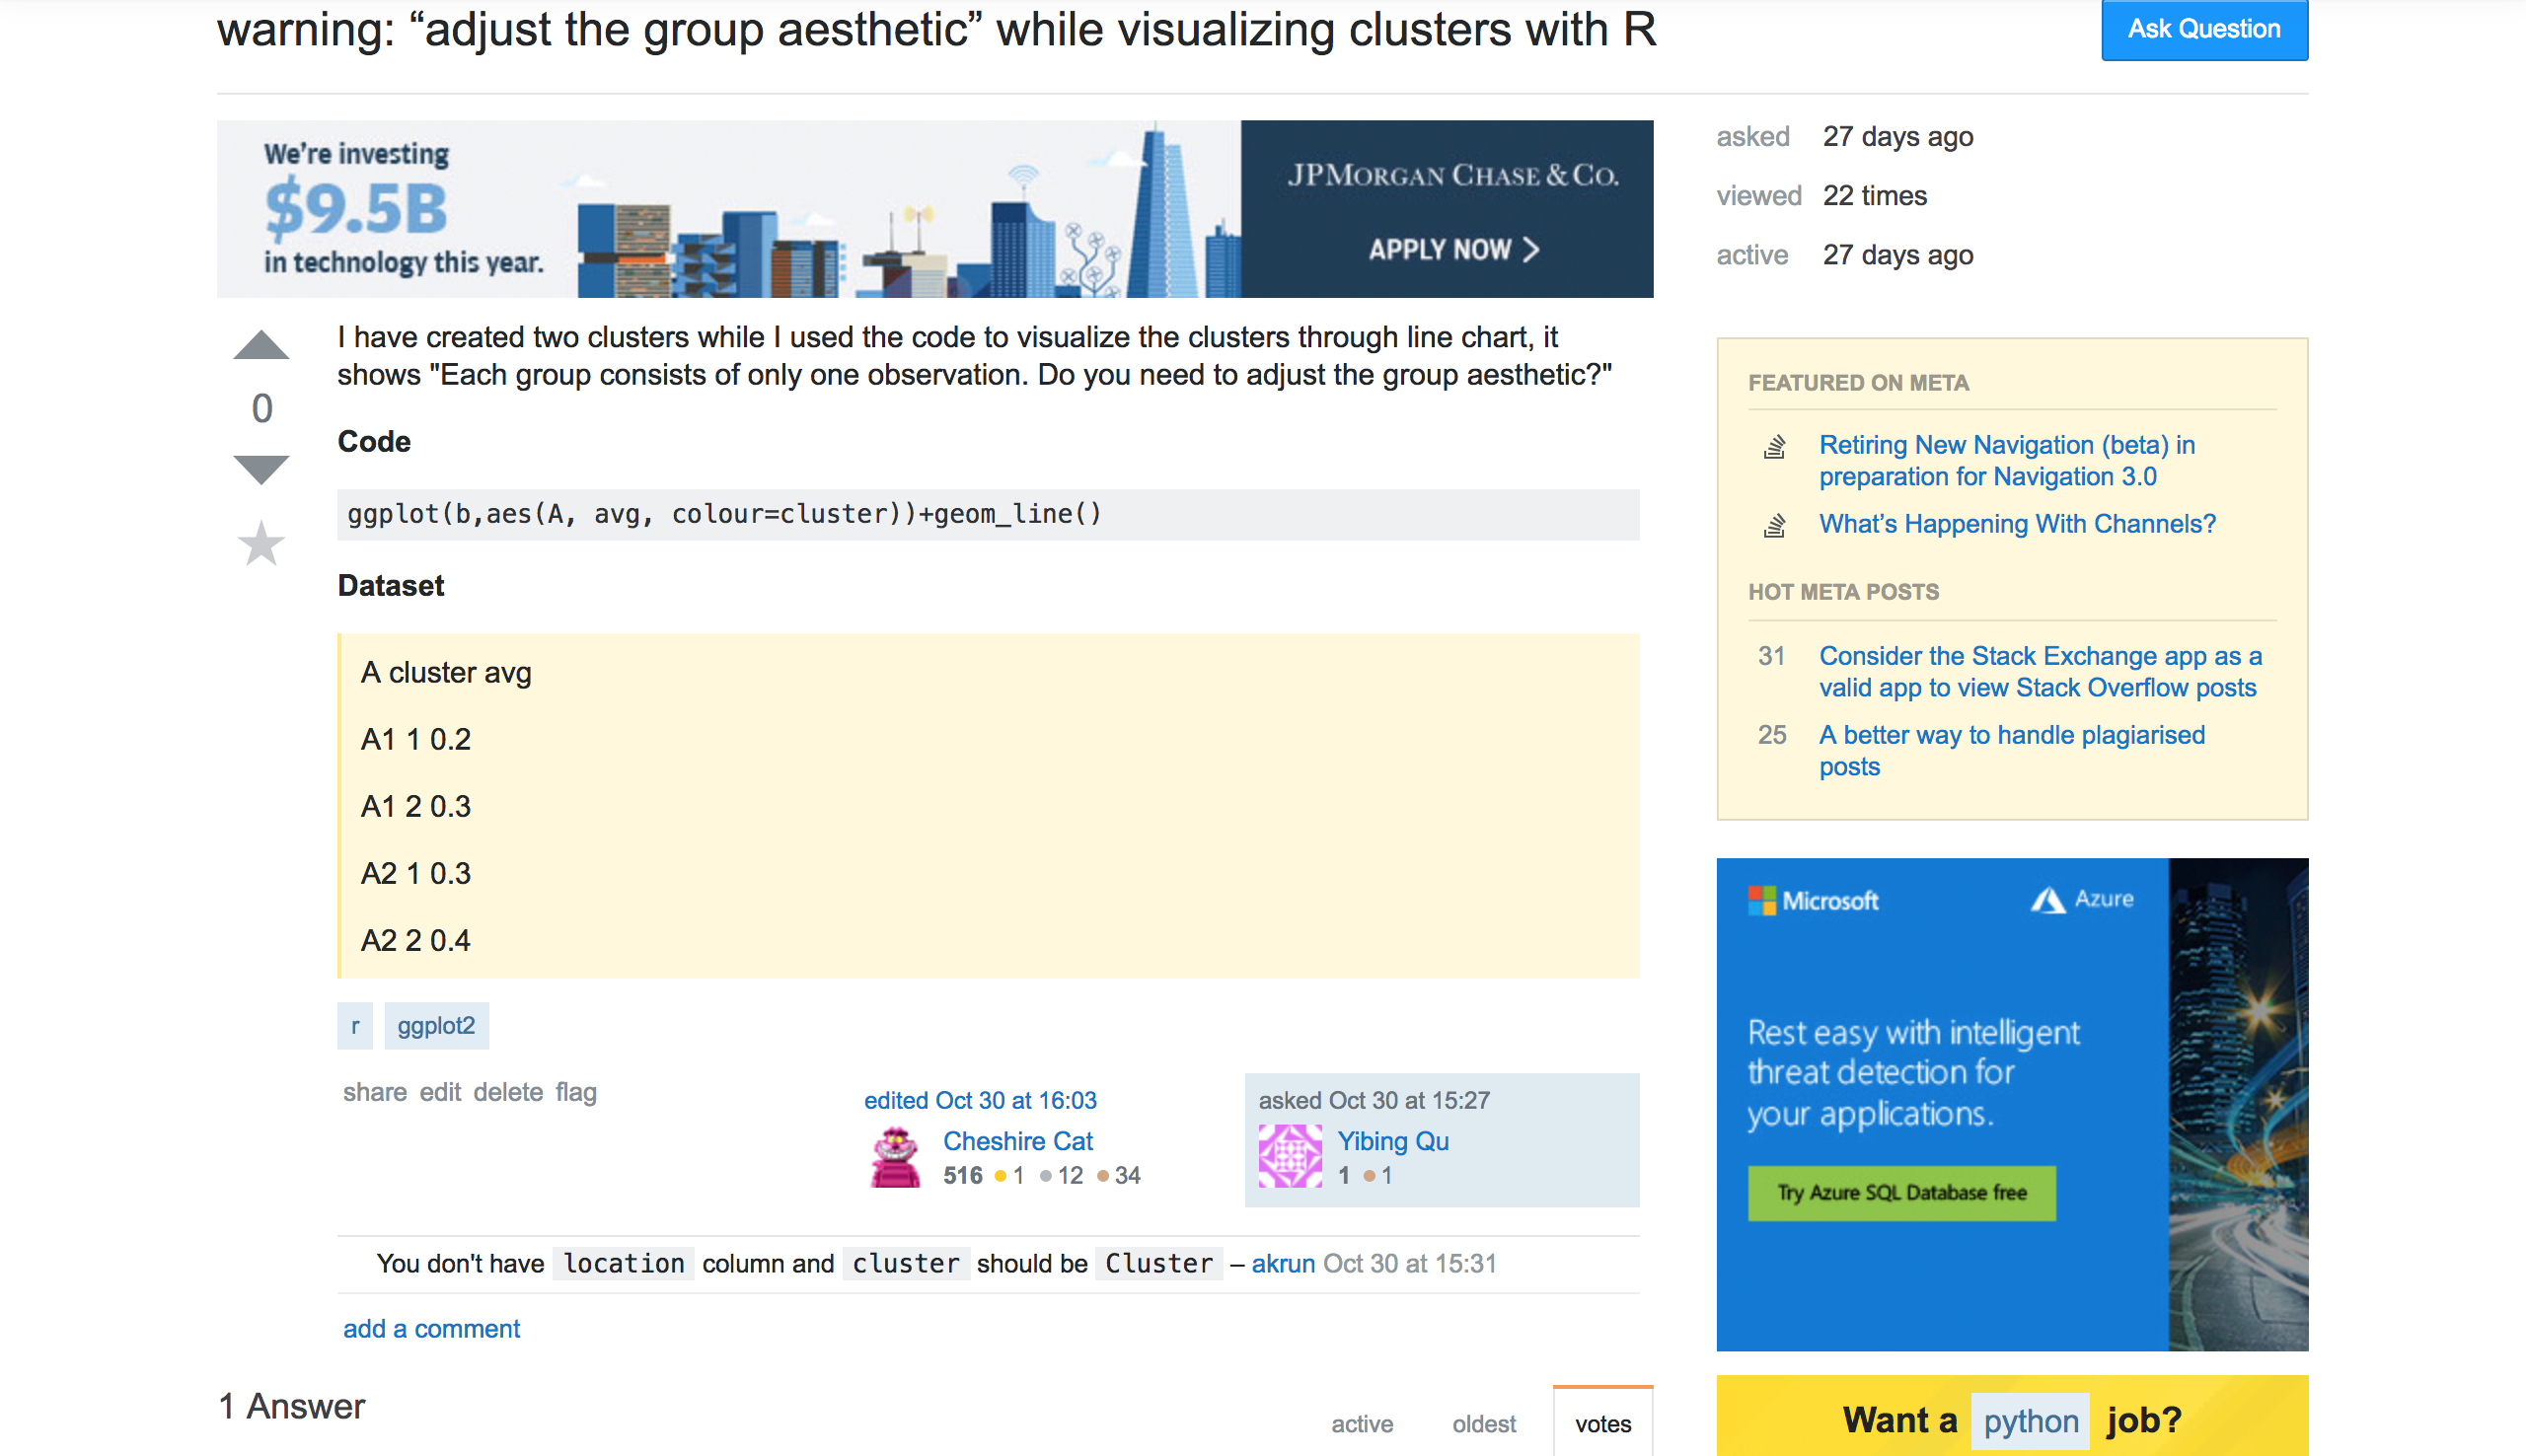 warning: “adjust the group aesthetic” while visualizing clusters with R
Ask Question
We’re investing
$9.5B
in technology this year.
JPMORGAN CHASE & CO.
APPLY NOW
asked 27 days ago
viewed 22 times
active 27 days ago
I have created two clusters while I used the code to visualize the clusters through line chart, it
shows "Each group consists of only one observation. Do you need to adjust the group aesthetic?"
0
Code
ggplot(b,aes(A, avg, colour=cluster))+geom_line()
Dataset
A cluster avg
A1 1 0.2
A1 2 0.3
A2 1 0.3
A2 2 0.4
r ggplot2
share edit delete flag
edited Oct 30 at 16:03
Cheshire Cat
516 1 12 34
asked Oct 30 at 15:27
Yibing Qu
1 1
You don't have location column and cluster should be Cluster – akrun Oct 30 at 15:31
add a comment
1 Answer
active oldest votes
FEATURED ON META
Retiring New Navigation (beta) in
preparation for Navigation 3.0
What’s Happening With Channels?
HOT META POSTS
31 Consider the Stack Exchange app as a
valid app to view Stack Overflow posts
25 A better way to handle plagiarised
posts
Microsoft Azure
Rest easy with intelligent
threat detection for
your applications.
Try Azure SQL Database free
Want a python job?